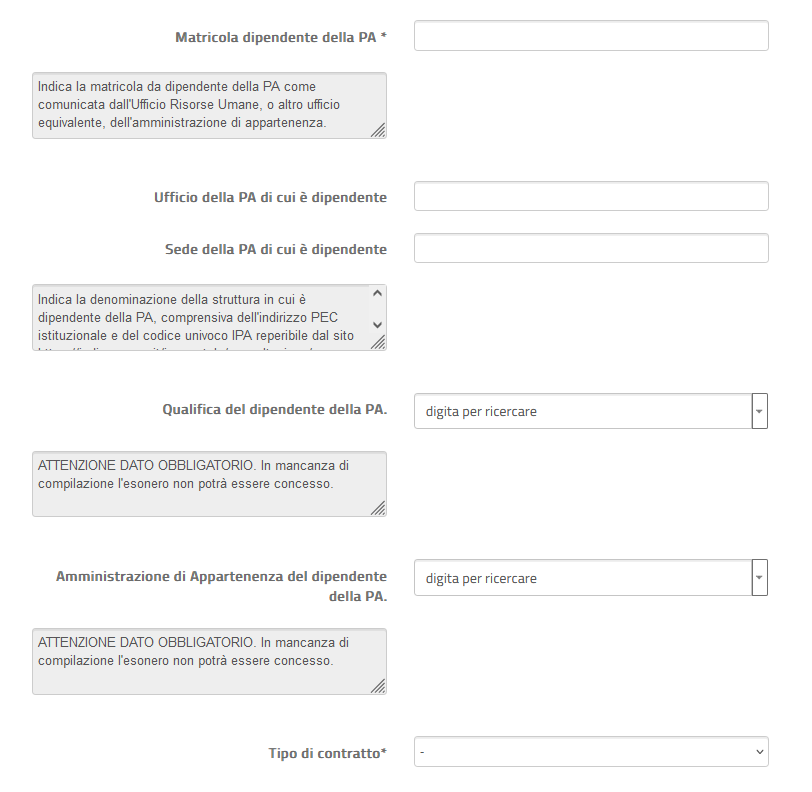 Matricola dipendente della PA *
Indica la matricola da dipendente della PA come
comunicata dall'Ufficio Risorse Umane, o altro ufficio
equivalente, dell'amministrazione di appartenenza.
Ufficio della PA di cui è dipendente
Sede della PA di cui è dipendente
Indica la denominazione della struttura in cui è
dipendente della PA, comprensiva dell'indirizzo PEC
istituzionale e del codice univoco IPA reperibile dal sito
Qualifica del dipendente della PA.
digita per ricercare
ATTENZIONE DATO OBBLIGATORIO. In mancanza di
compilazione l'esonero non potrà essere concesso.
Amministrazione di Appartenenza del dipendente
della PA.
digita per ricercare
ATTENZIONE DATO OBBLIGATORIO. In mancanza di
compilazione l'esonero non potrà essere concesso.
Tipo di contratto*
-